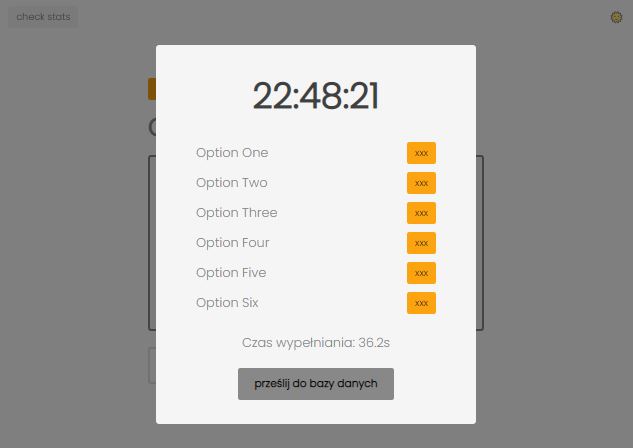 check stats
22:48:21
Option One
xxx
Option Two
xxx
Option Three
xxx
Option Four
xxx
Option Five
xxx
Option Six
xxx
Czas wypełniania: 36.2s
prześlij do bazy danych